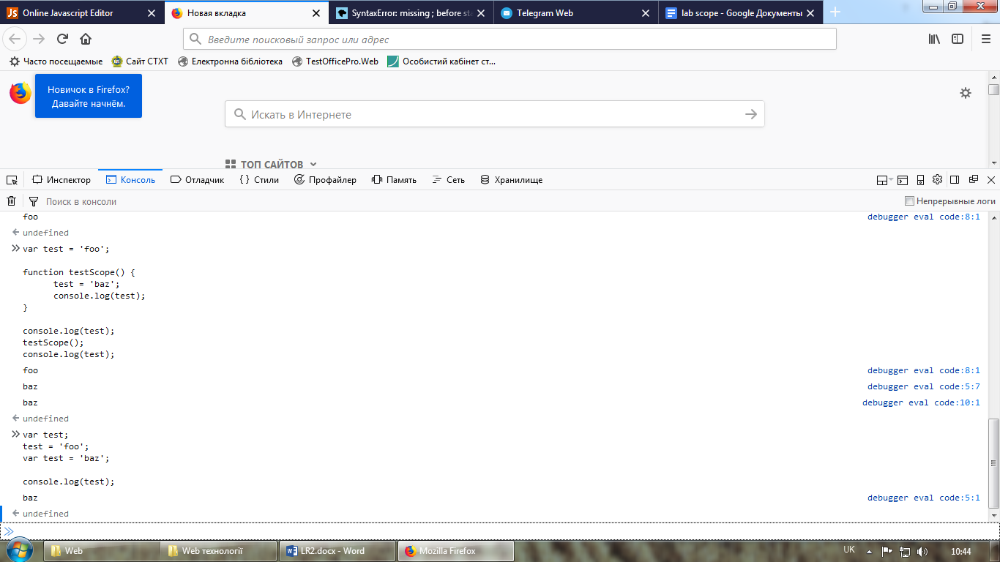 Online Javascript Editor
Новая вкладка
SyntaxError: missing ; before sta
Telegram Web
lab scope - Google Документы
Введите поисковый запрос или адрес
Часто посещаемые
Сайт СТХТ
Електронна бібліотека
TestOfficePro.Web
Особистий кабінет ст...
Новичок в Firefox?
Давайте начнём.
Искать в Интернете
ТОП САЙТОВ
Инспектор
Консоль
Отладчик
Стили
Профайлер
Память
Сеть
Хранилище
Поиск в консоли
Непрерывные логи
foo debugger eval code:8:1
undefined
var test = 'foo';
function testScope() {
test = 'baz';
console.log(test);
}
console.log(test);
testScope();
console.log(test);
foo debugger eval code:8:1
baz debugger eval code:5:7
baz debugger eval code:10:1
undefined
var test;
test = 'foo';
var test = 'baz';
console.log(test);
baz debugger eval code:5:1
undefined
Web
Web технології
LR2.docx - Word
Mozilla Firefox
UK
10:44